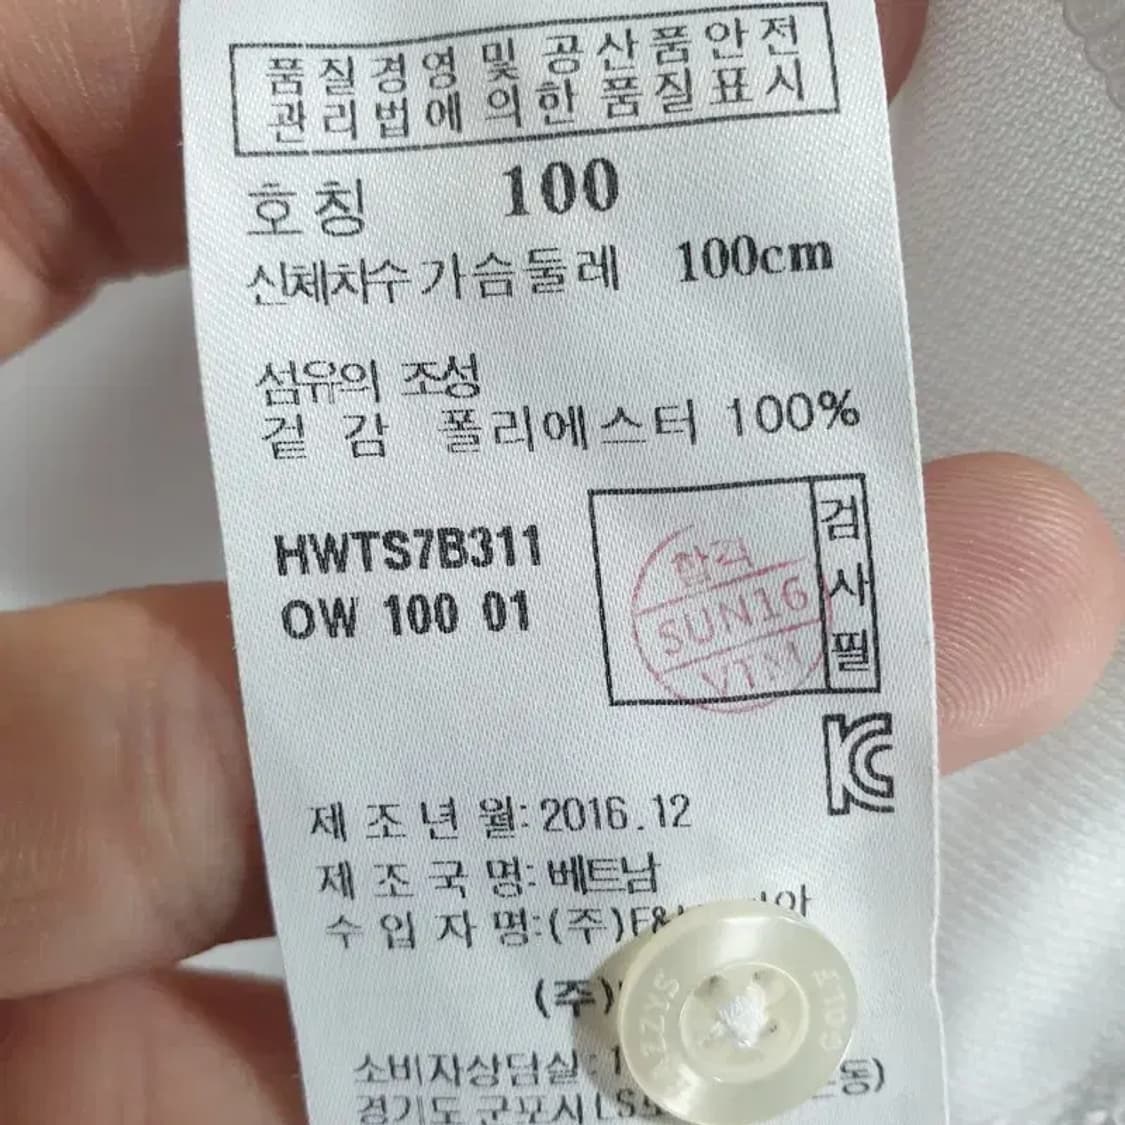 품질경영 및 공산품안전
관리법에 의한 품질표시
호칭 100
신체치수 가슴둘레 100cm
섬유의 조성
겉감 폴리에스터 100%
HWTS7B311
OW 100 01
합격
SUN16
VTM
검사필
제조년월: 2016.12
제조국명: 베트남
수입자명: (주)
(주)
소비자상담실:
경기도 군포시
HAZZYS